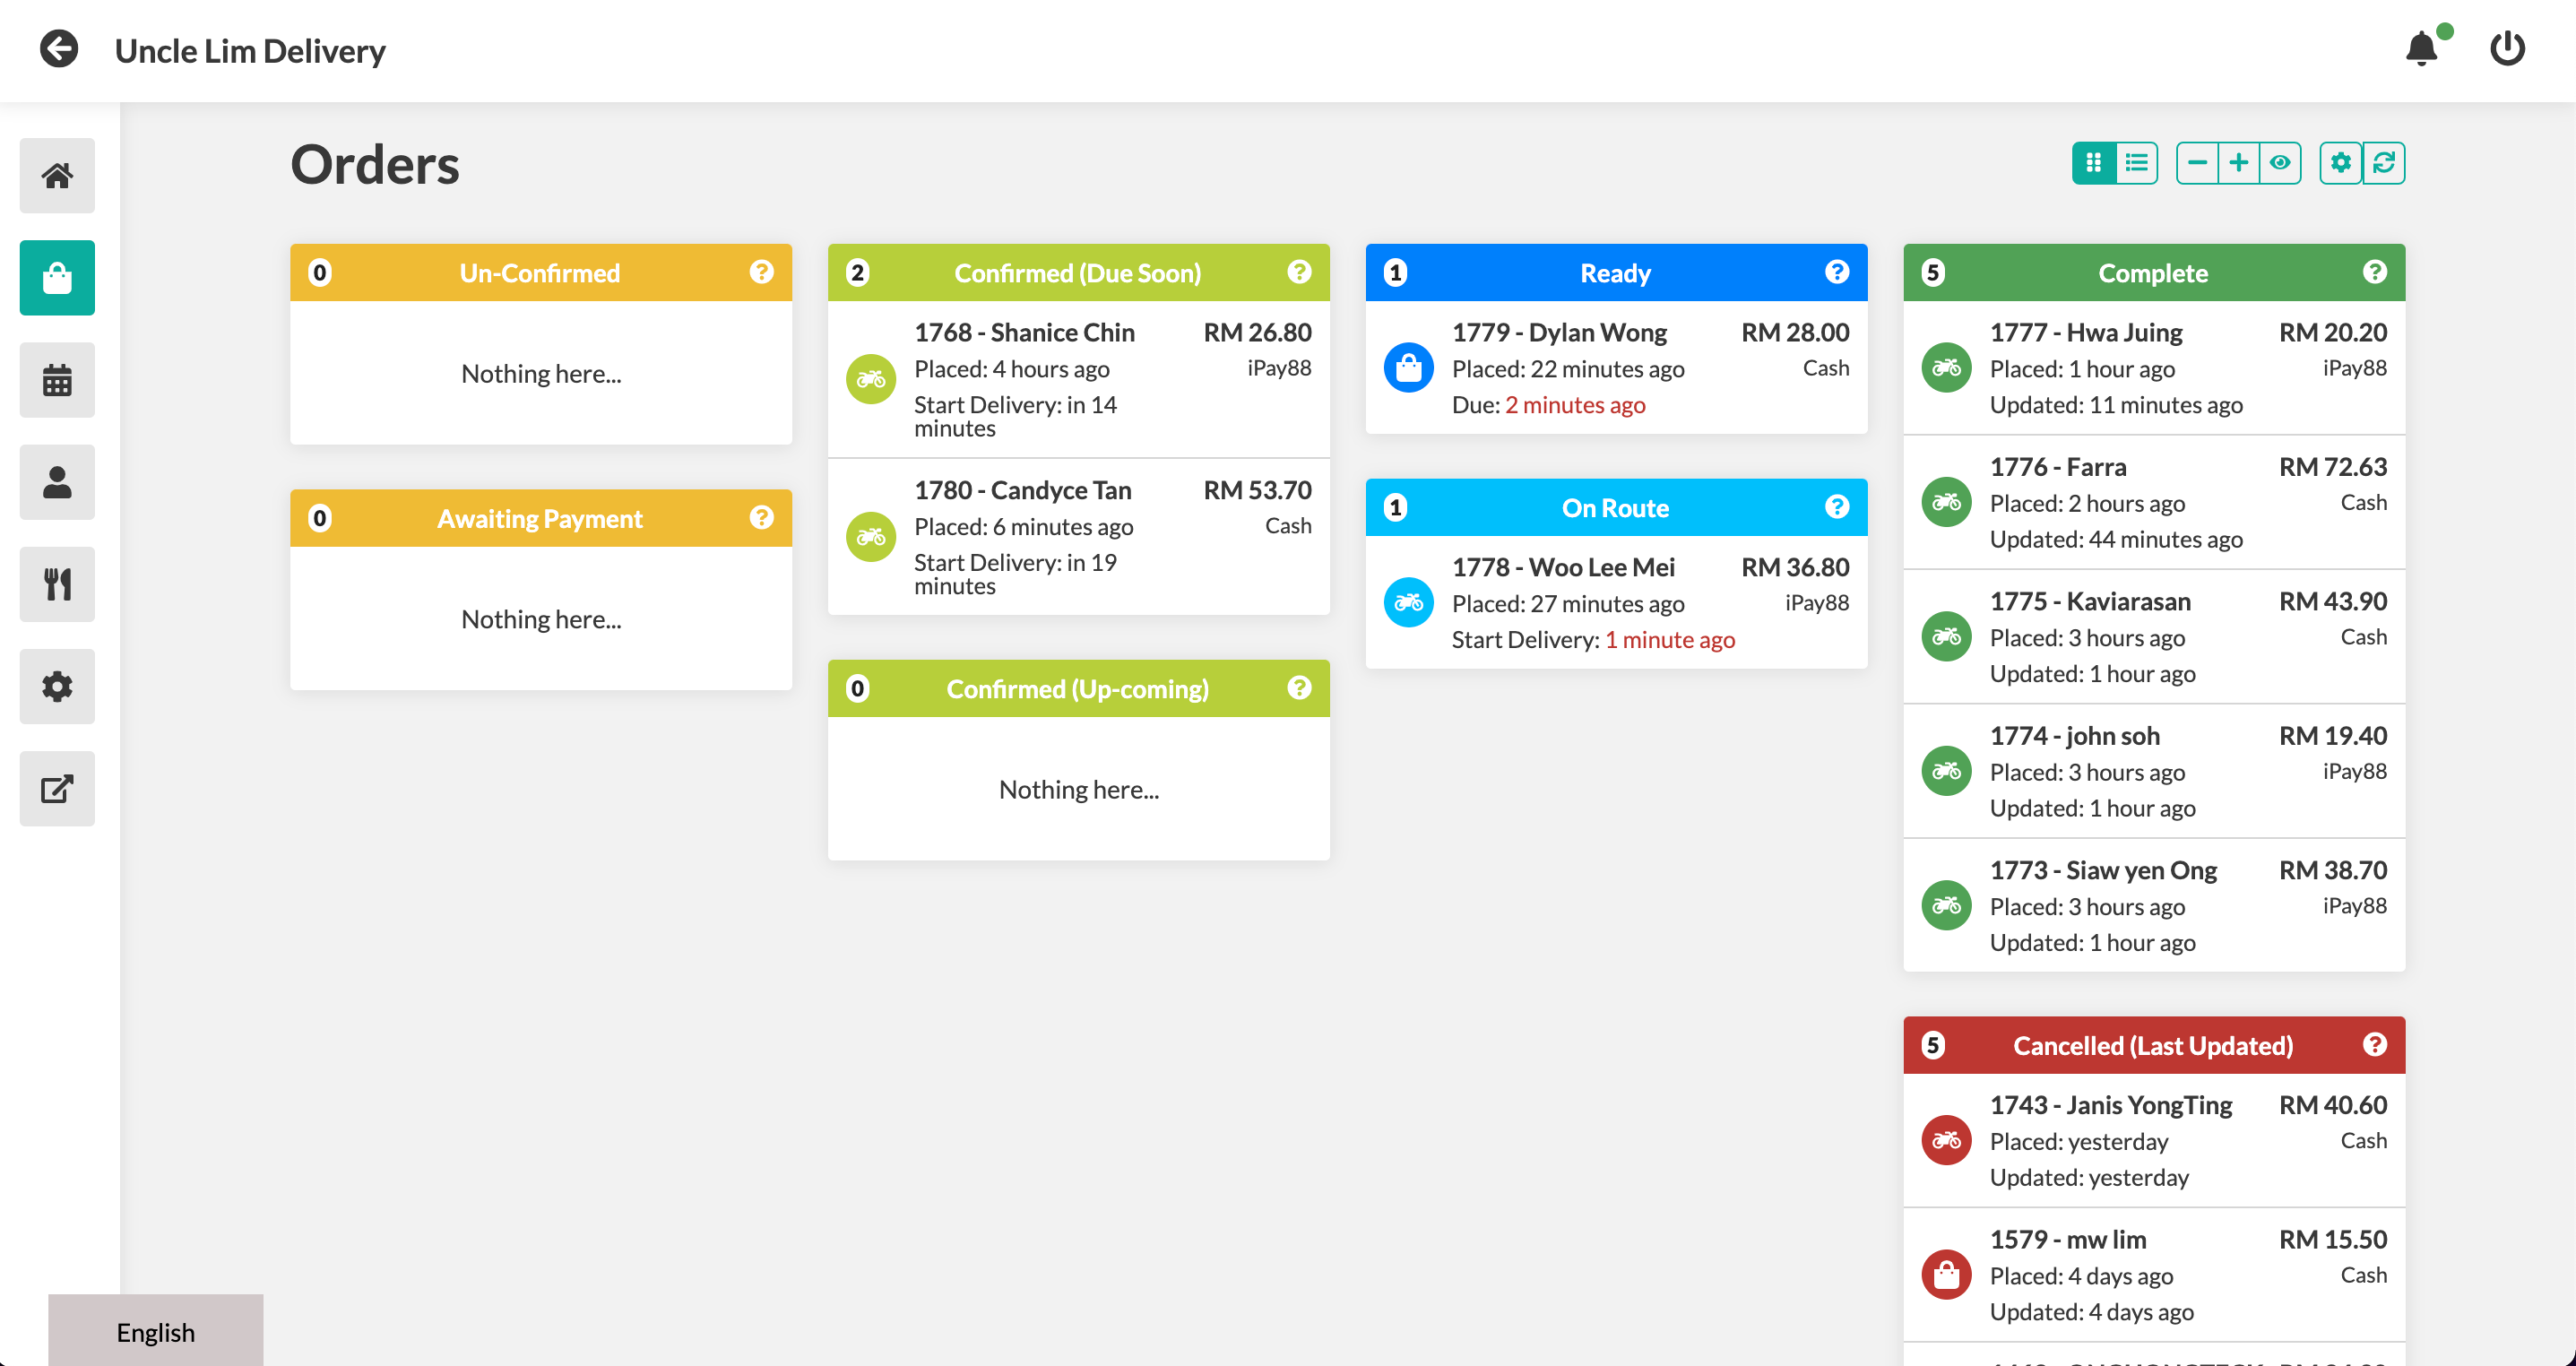 Uncle Lim Delivery
Orders
0 Un-Confirmed
Nothing here...
0 Awaiting Payment
Nothing here...
2 Confirmed (Due Soon)
1768 - Shanice Chin RM 26.80
Placed: 4 hours ago iPay88
Start Delivery: in 14
minutes
1780 - Candyce Tan RM 53.70
Placed: 6 minutes ago Cash
Start Delivery: in 19
minutes
0 Confirmed (Up-coming)
Nothing here...
1 Ready
1779 - Dylan Wong RM 28.00
Placed: 22 minutes ago Cash
Due: 2 minutes ago
1 On Route
1778 - Woo Lee Mei RM 36.80
Placed: 27 minutes ago iPay88
Start Delivery: 1 minute ago
5 Complete
1777 - Hwa Juing RM 20.20
Placed: 1 hour ago iPay88
Updated: 11 minutes ago
1776 - Farra RM 72.63
Placed: 2 hours ago Cash
Updated: 44 minutes ago
1775 - Kaviarasan RM 43.90
Placed: 3 hours ago Cash
Updated: 1 hour ago
1774 - john soh RM 19.40
Placed: 3 hours ago iPay88
Updated: 1 hour ago
1773 - Siaw yen Ong RM 38.70
Placed: 3 hours ago iPay88
Updated: 1 hour ago
5 Cancelled (Last Updated)
1743 - Janis YongTing RM 40.60
Placed: yesterday Cash
Updated: yesterday
1579 - mw lim RM 15.50
Placed: 4 days ago Cash
Updated: 4 days ago
English